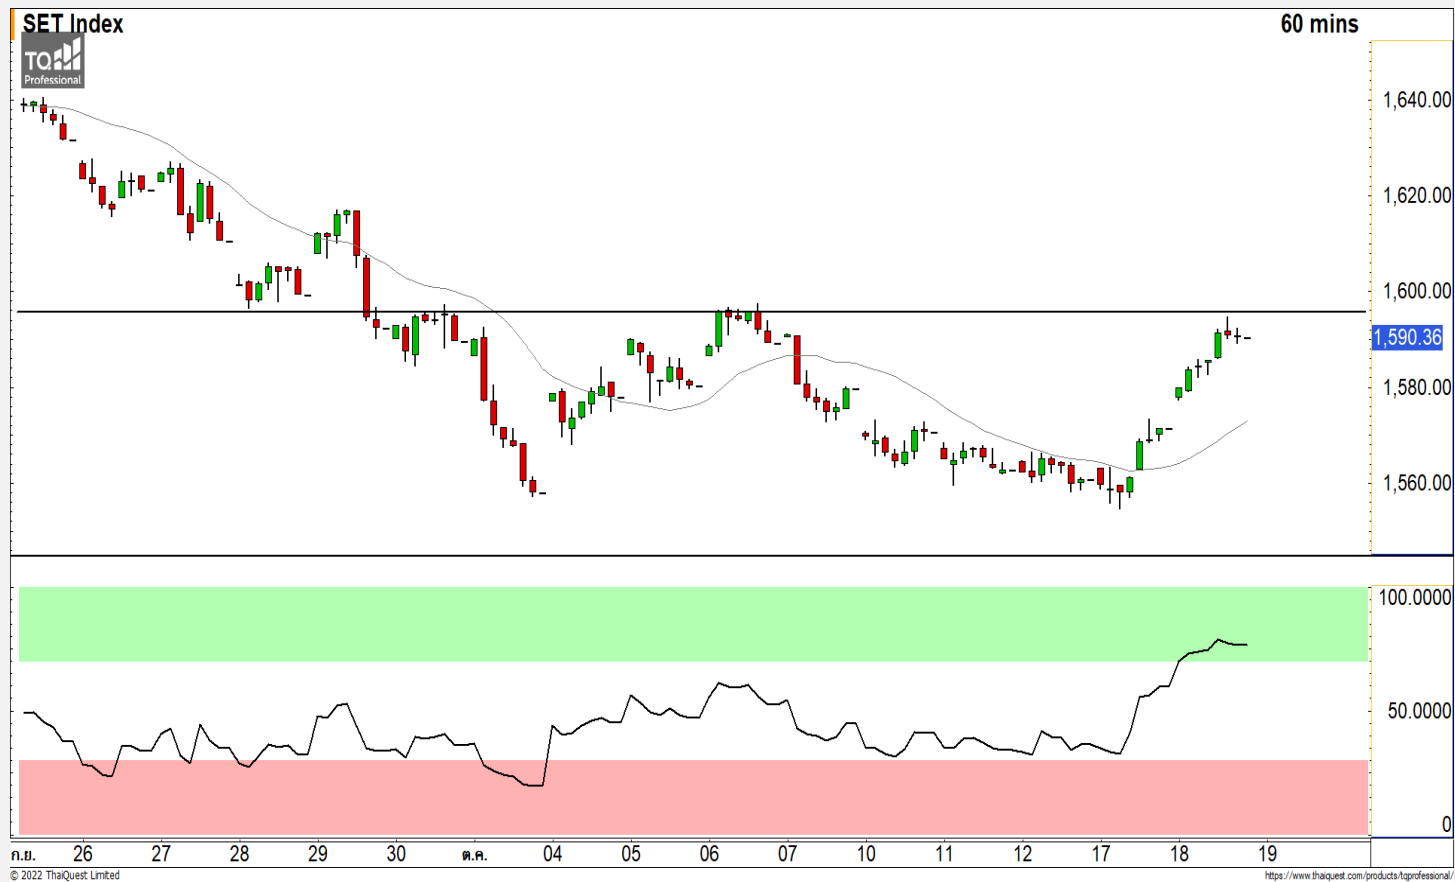 SET Index
60 mins
TQ
Professional
1,640.00
1,620.00
1,600.00
1,590.36
1,580.00
1,560.00
100.0000
50.0000
0
ก.ย. 26 27 28 29 30 ต.ค. 04 05 06 07 10 11 12 17 18 19
© 2022 ThaiQuest Limited
https://www.thaiquest.com/products/tqprofessional/